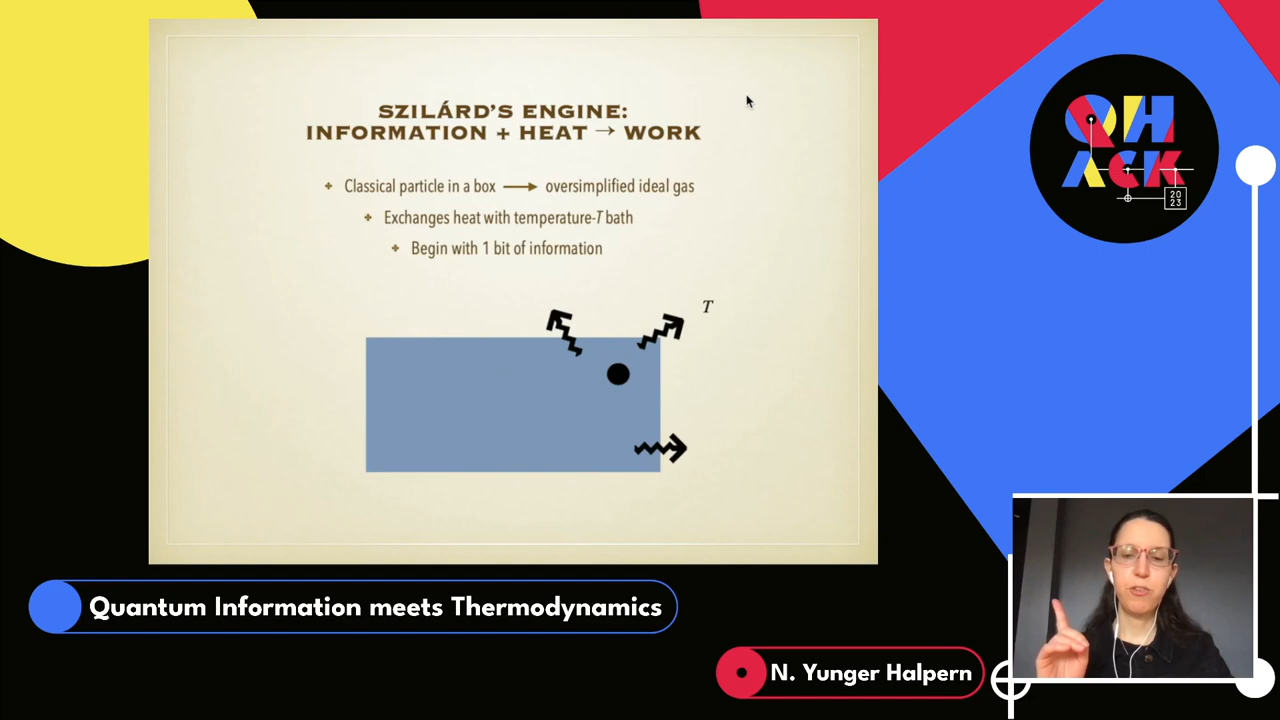 SZILÁRD'S ENGINE:
INFORMATION + HEAT → WORK
Classical particle in a box → oversimplified ideal gas
Exchanges heat with temperature-T bath
Begin with 1 bit of information
T
QH
ACK
20
23
Quantum Information meets Thermodynamics
N. Yunger Halpern